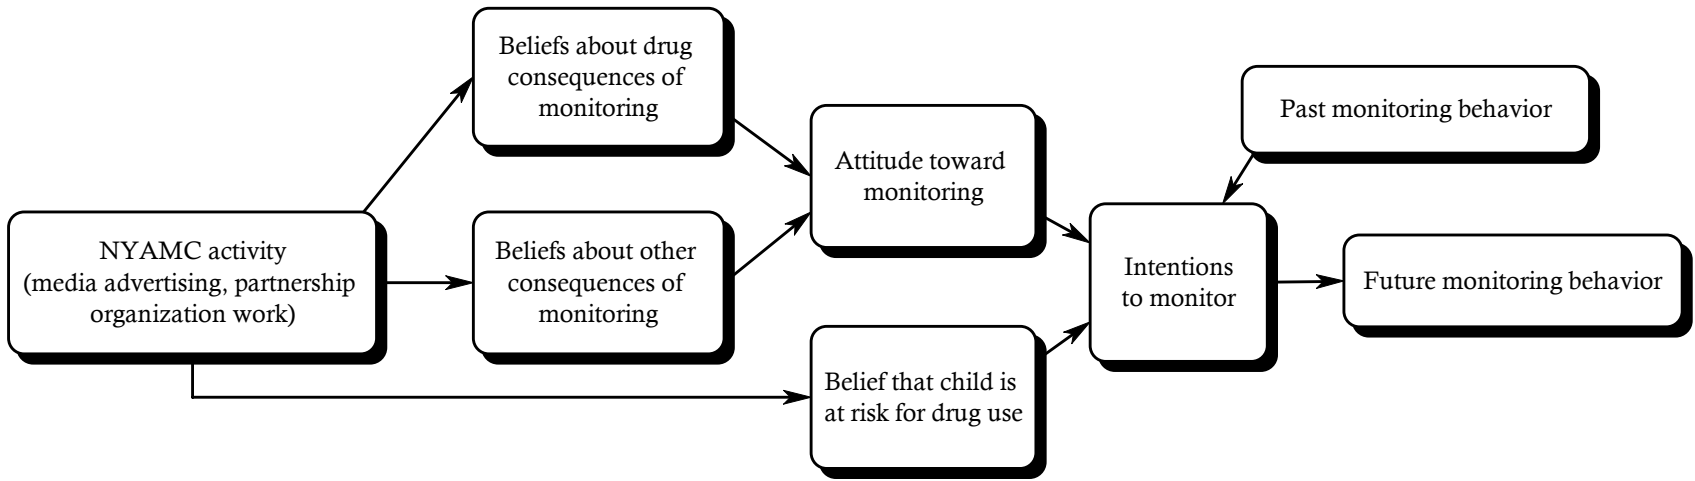 Beliefs about drug
consequences of
monitoring
Past monitoring behavior
Attitude toward
monitoring
NYAMC activity
(media advertising, partnership
organization work)
Beliefs about other
consequences of
monitoring
Intentions
to monitor
Future monitoring behavior
Belief that child is
at risk for drug use